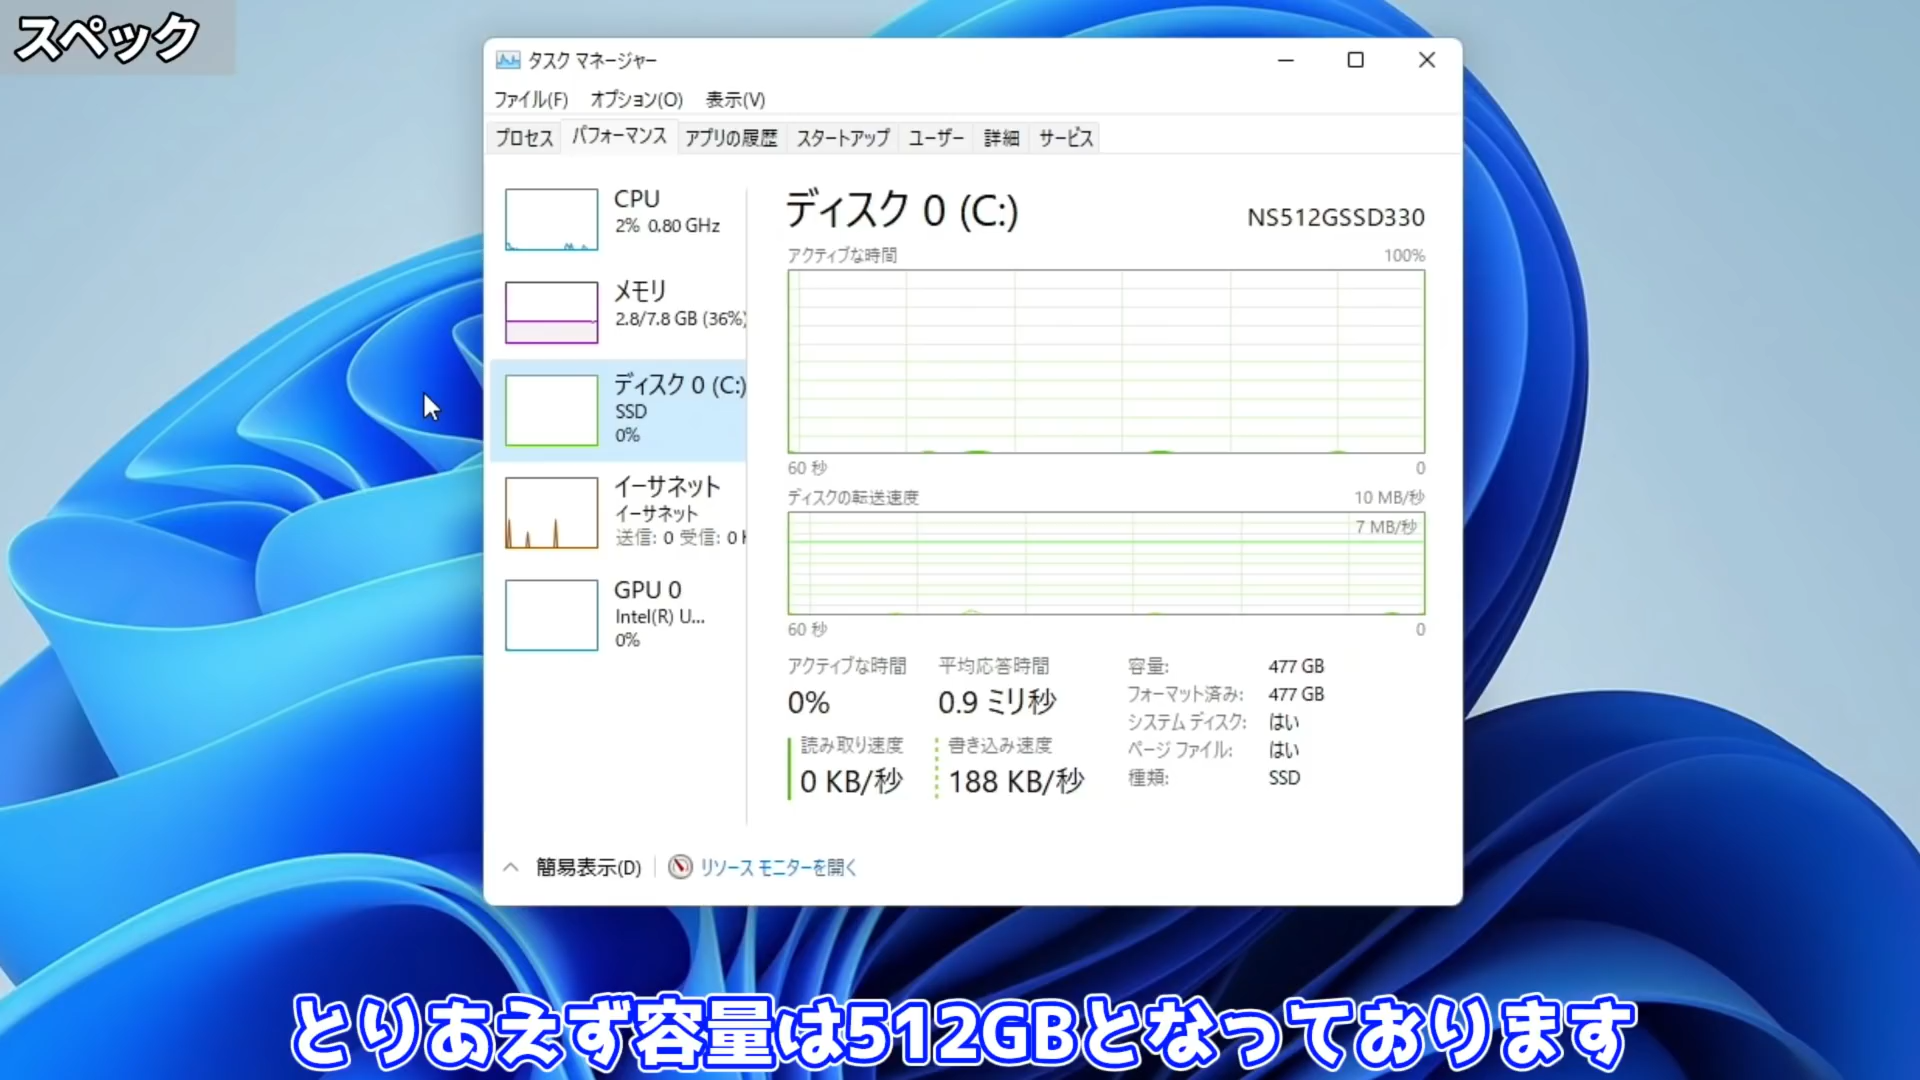 スペック
タスク マネージャー
ファイル(F) オプション(O) 表示(V)
プロセス パフォーマンス アプリの履歴 スタートアップ ユーザー 詳細 サービス
CPU
2% 0.80 GHz
メモリ
2.8/7.8 GB (36%)
ディスク 0 (C:)
SSD
0%
イーサネット
イーサネット
送信: 0 受信: 0
GPU 0
Intel(R) U...
0%
ディスク 0 (C:) NS512GSSD330
アクティブな時間 100%
60 秒 0
ディスクの転送速度 10 MB/秒
7 MB/秒
60 秒 0
アクティブな時間 平均応答時間
0% 0.9 ミリ秒
読み取り速度 書き込み速度
0 KB/秒 188 KB/秒
容量: 477 GB
フォーマット済み: 477 GB
システム ディスク: はい
ページ ファイル: はい
種類: SSD
簡易表示(D) リソース モニターを開く
とりあえず容量は512GBとなっております